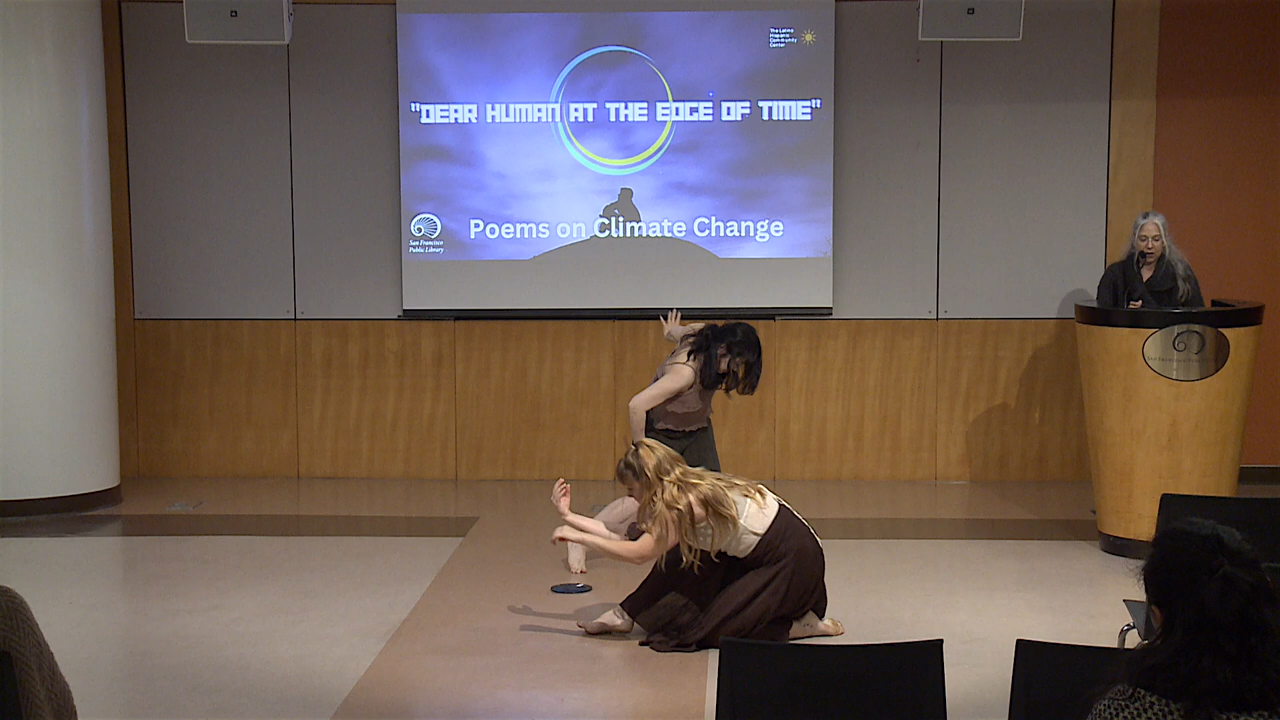 The Latino
Hispanic
Community
Center
"DEAR HUMAN AT THE EDGE OF TIME"
Poems on Climate Change
San Francisco
Public Library